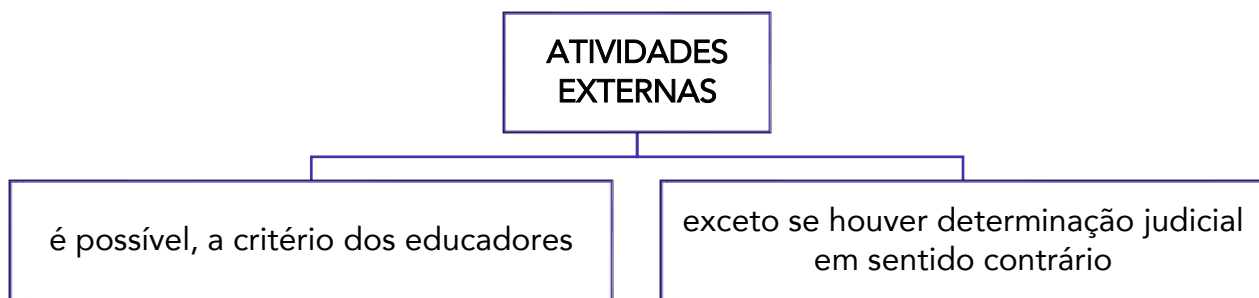 ATIVIDADES
EXTERNAS
é possível, a critério dos educadores
exceto se houver determinação judicial
em sentido contrário